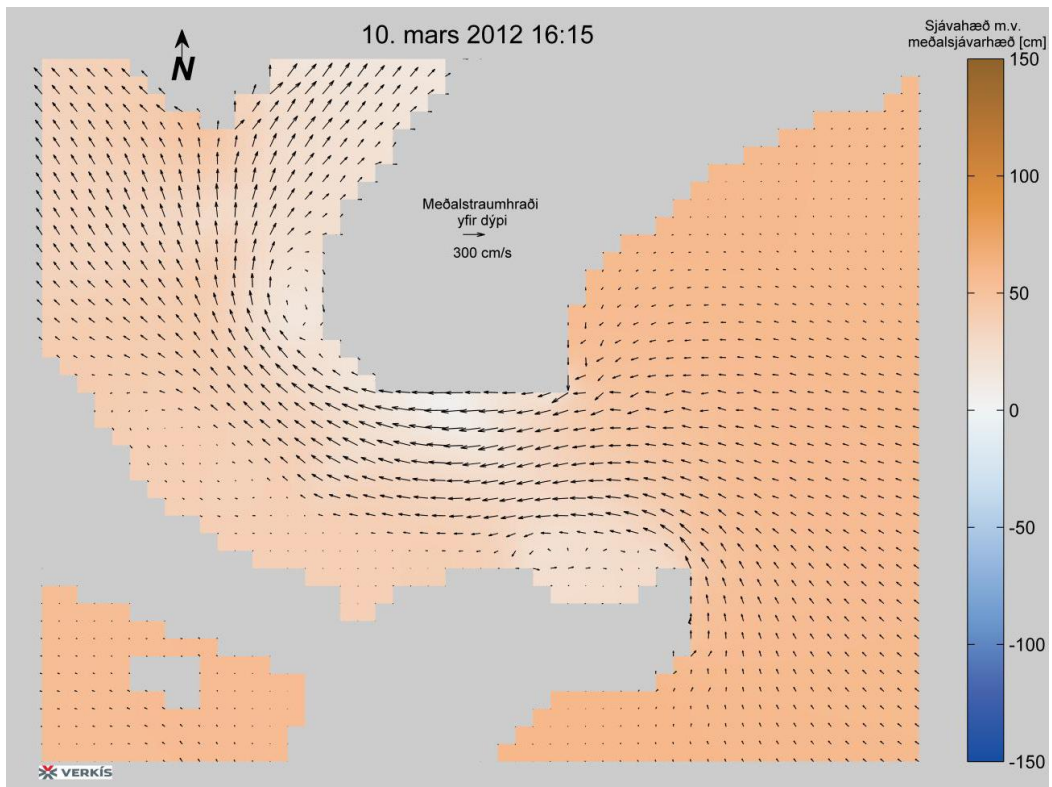 10. mars 2012 16:15
Sjávahæð m.v.
meðalsjávarhæð [cm]
N
150
100
50
0
-50
-100
-150
Meðalstraumhraði
yfir dýpi
300 cm/s
VERKÍS